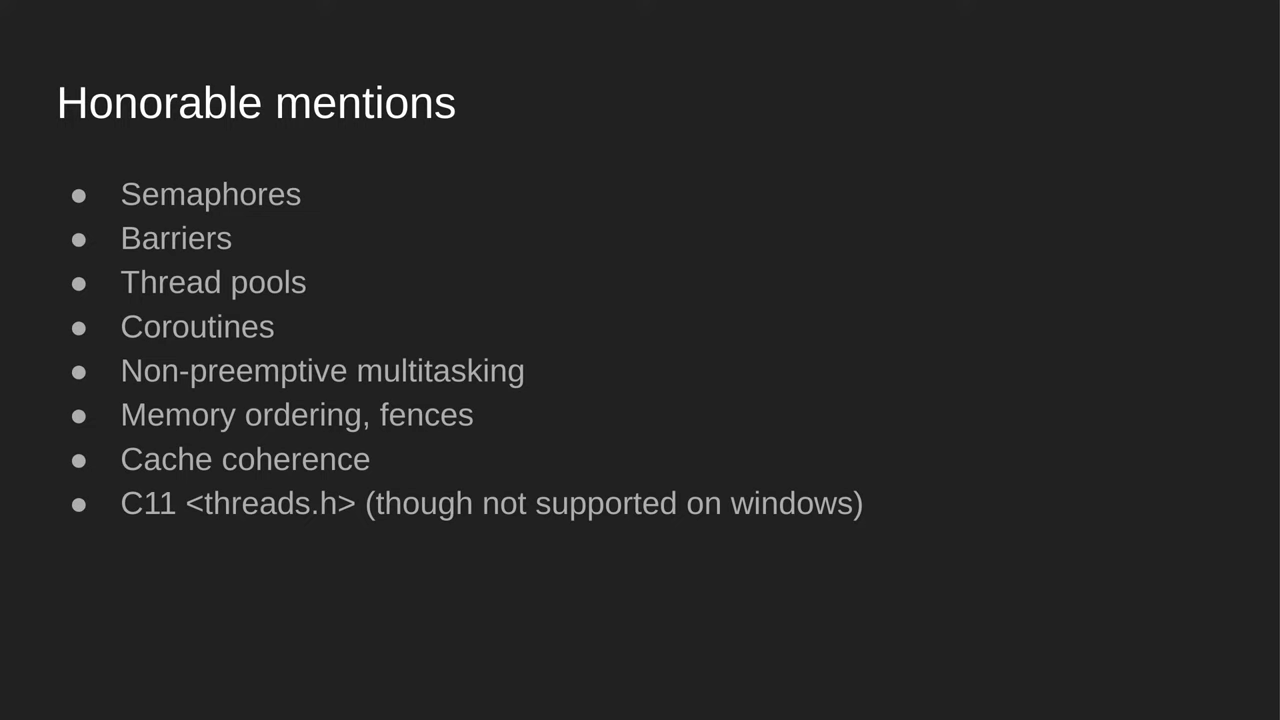 Honorable mentions
● Semaphores
● Barriers
● Thread pools
● Coroutines
● Non-preemptive multitasking
● Memory ordering, fences
● Cache coherence
● C11 <threads.h> (though not supported on windows)